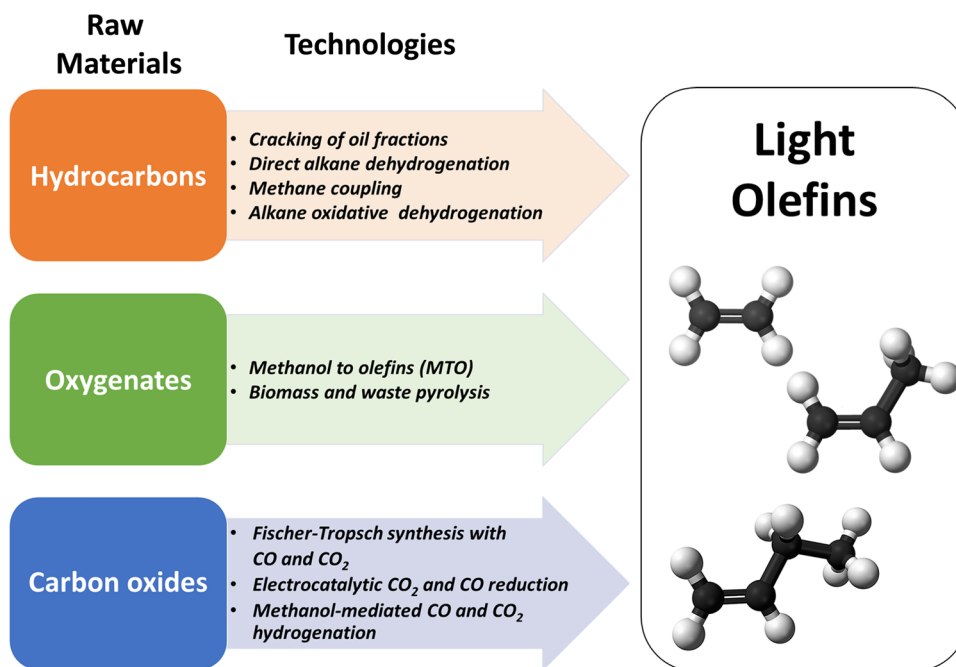 Raw
Materials
Technologies
Hydrocarbons
• Cracking of oil fractions
• Direct alkane dehydrogenation
• Methane coupling
• Alkane oxidative dehydrogenation
Oxygenates
• Methanol to olefins (MTO)
• Biomass and waste pyrolysis
Carbon oxides
• Fischer-Tropsch synthesis with
CO and CO₂
• Electrocatalytic CO₂ and CO reduction
• Methanol-mediated CO and CO₂
hydrogenation
Light
Olefins